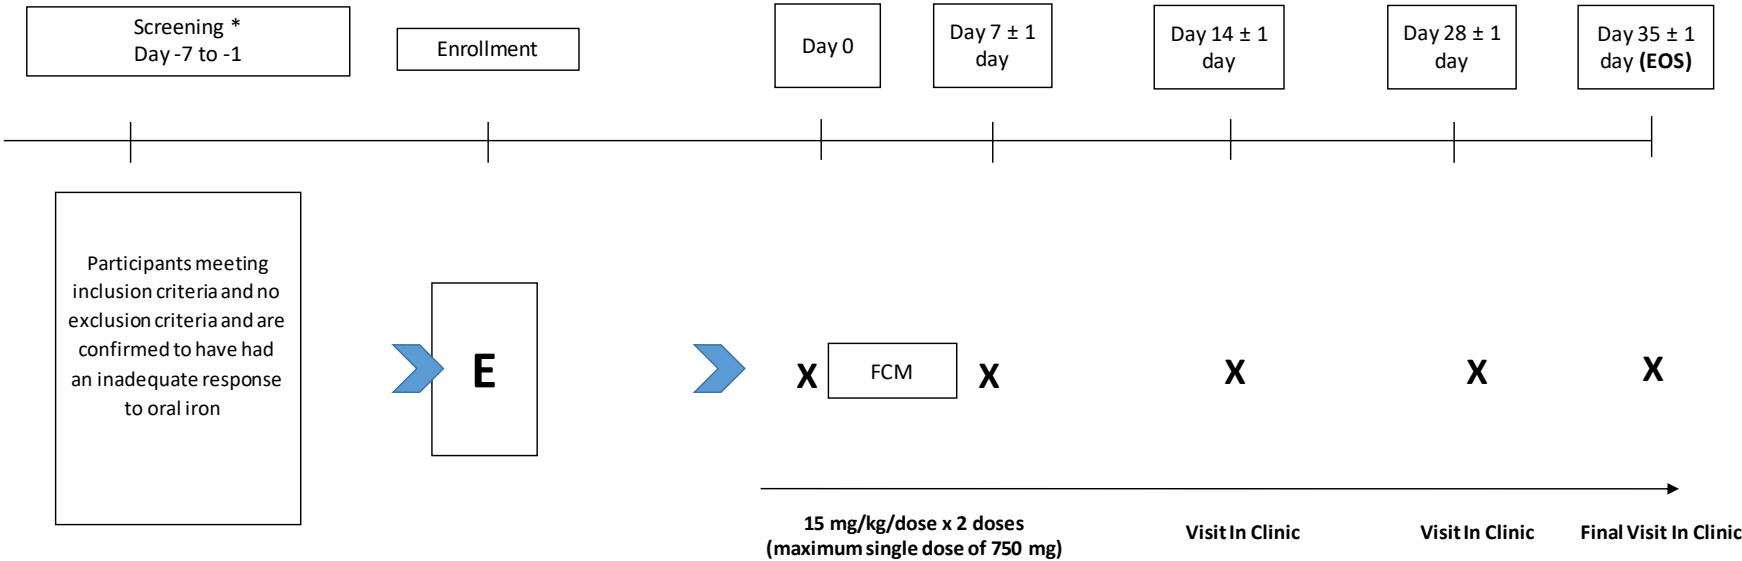 Screening *
Day -7 to -1
Enrollment
Day 0
Day 7 ± 1
day
Day 14 ± 1
day
Day 28 ± 1
day
Day 35 ± 1
day (EOS)
Participants meeting
inclusion criteria and no
exclusion criteria and are
confirmed to have had
an inadequate response
to oral iron
E
X
FCM
X
X
X
X
15 mg/kg/dose x 2 doses
(maximum single dose of 750 mg)
Visit In Clinic
Visit In Clinic
Final Visit In Clinic